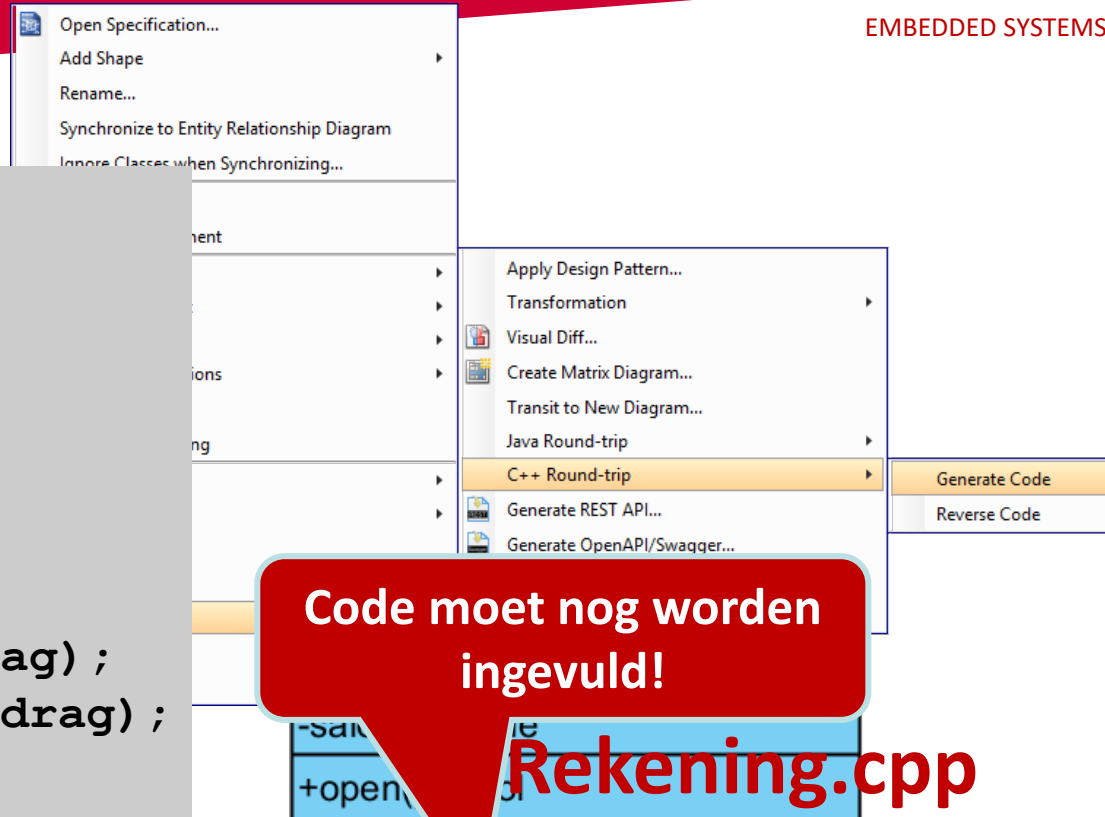 EMBEDDED SYSTEMS
Open Specification...
Add Shape
Rename...
Synchronize to Entity Relationship Diagram
Ignore Classes when Synchronizing...
ent
ions
ng
Apply Design Pattern...
Transformation
Visual Diff...
Create Matrix Diagram...
Transit to New Diagram...
Java Round-trip
C++ Round-trip
Generate REST API...
Generate OpenAPI/Swagger...
Generate Code
Reverse Code
Code moet nog worden
ingevuld!
ag);
drag);
+open(
Rekening.cpp